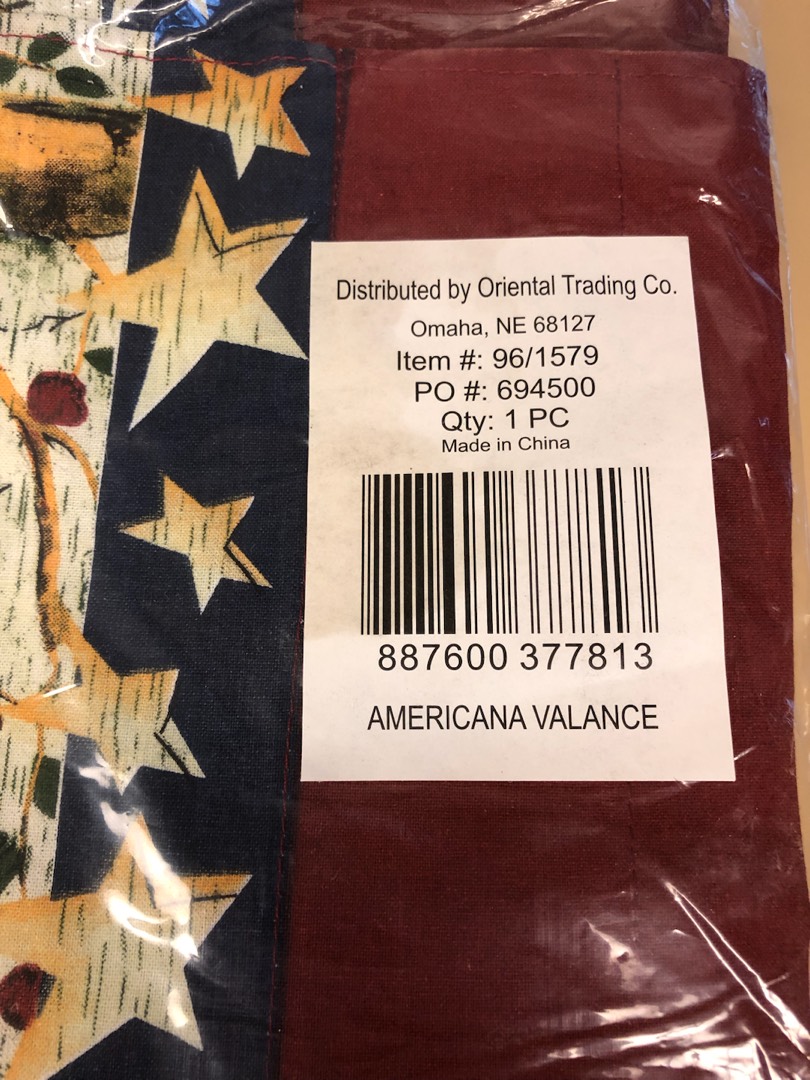 Distributed by Oriental Trading Co.
Omaha, NE 68127
Item #: 96/1579
PO #: 694500
Qty: 1 PC
Made in China
887600 377813
AMERICANA VALANCE